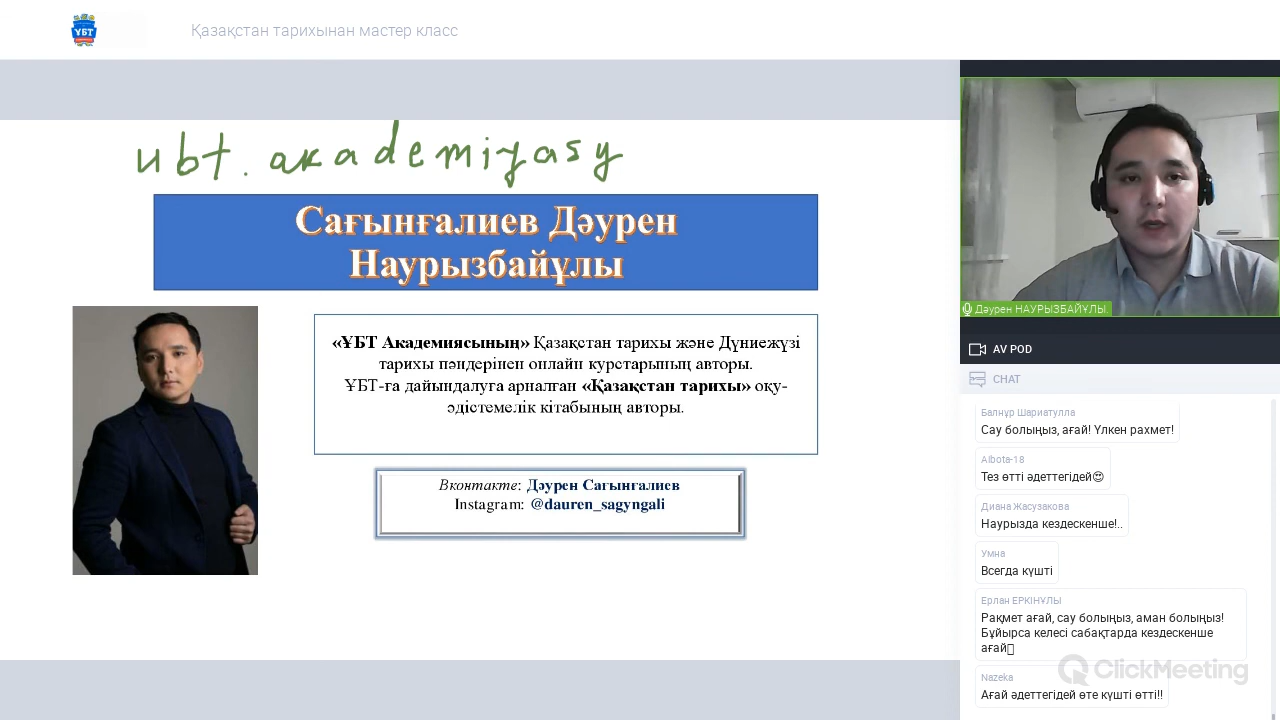 ҰБТ
Қазақстан тарихынан мастер класс
ubt.akademiyasy
Сағынғалиев Дәурен
Наурызбайұлы
«ҰБТ Академиясының» Қазақстан тарихы және Дүниежүзі
тарихы пәндерінен онлайн курстарының авторы.
ҰБТ-ға дайындалуға арналған «Қазақстан тарихы» оқу-
әдістемелік кітабының авторы.
Вконтакте: Дәурен Сағынғалиев
Instagram: @dauren_sagyngali
Дәурен НАУРЫЗБАЙҰЛЫ.
AV POD
CHAT
Балнұр Шариатулла
Сау болыңыз, ағай! Үлкен рахмет!
Aibota-18
Тез өтті әдеттегідей😍
Диана Жасузакова
Наурызда кездескенше!..
Умна
Всегда күшті
Ерлан ЕРКІНҰЛЫ
Рақмет ағай, сау болыңыз, аман болыңыз!
Бұйырса келесі сабақтарда кездескенше
ағай
ClickMeeting
Nazeka
Ағай әдеттегідей өте күшті өтті!!